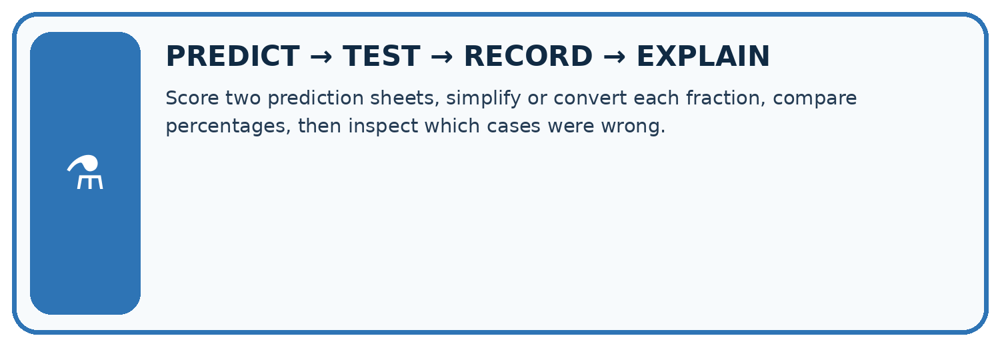 PREDICT → TEST → RECORD → EXPLAIN
Score two prediction sheets, simplify or convert each fraction, compare
percentages, then inspect which cases were wrong.